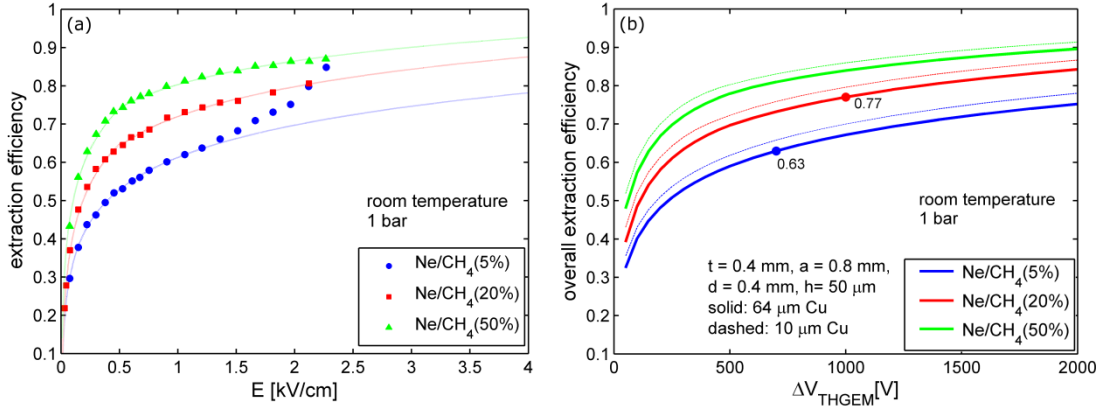 (a)
extraction efficiency
1
0.9
0.8
0.7
0.6
0.5
0.4
0.3
0.2
0.1
room temperature
1 bar
Ne/CH4(5%)
Ne/CH4(20%)
Ne/CH4(50%)
0 0.5 1 1.5 2 2.5 3 3.5 4
E [kV/cm]
(b)
overall extraction efficiency
1
0.9
0.8
0.7
0.6
0.5
0.4
0.3
0.2
0.1
0.77
0.63
room temperature
1 bar
t = 0.4 mm, a = 0.8 mm,
d = 0.4 mm, h= 50 μm
solid: 64 μm Cu
dashed: 10 μm Cu
Ne/CH4(5%)
Ne/CH4(20%)
Ne/CH4(50%)
0 500 1000 1500 2000
ΔVTHGEM[V]